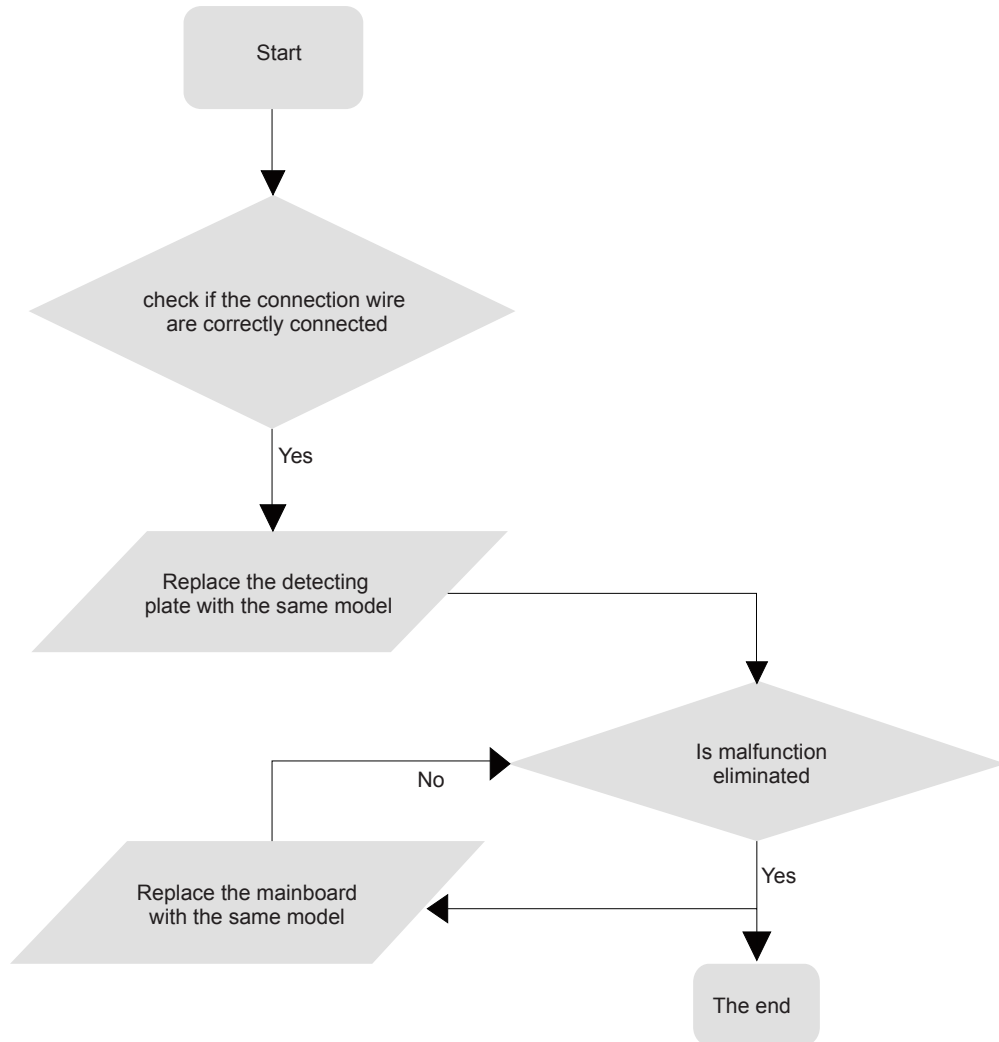 Start
check if the connection wire
are correctly connected
Yes
Replace the detecting
plate with the same model
Is malfunction
eliminated
No
Yes
Replace the mainboard
with the same model
The end